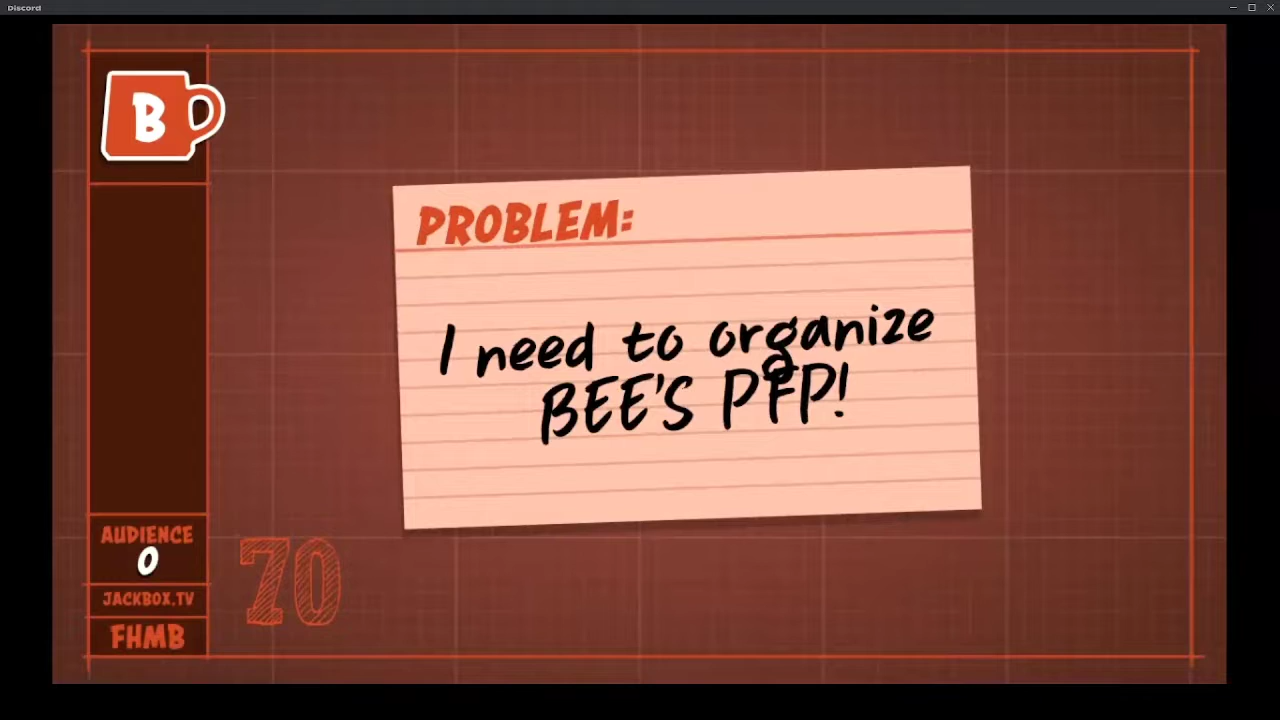 Discord
B
PROBLEM:
I need to organize
BEE'S PFP!
AUDIENCE
0
JACKBOX.TV
FHMB
70